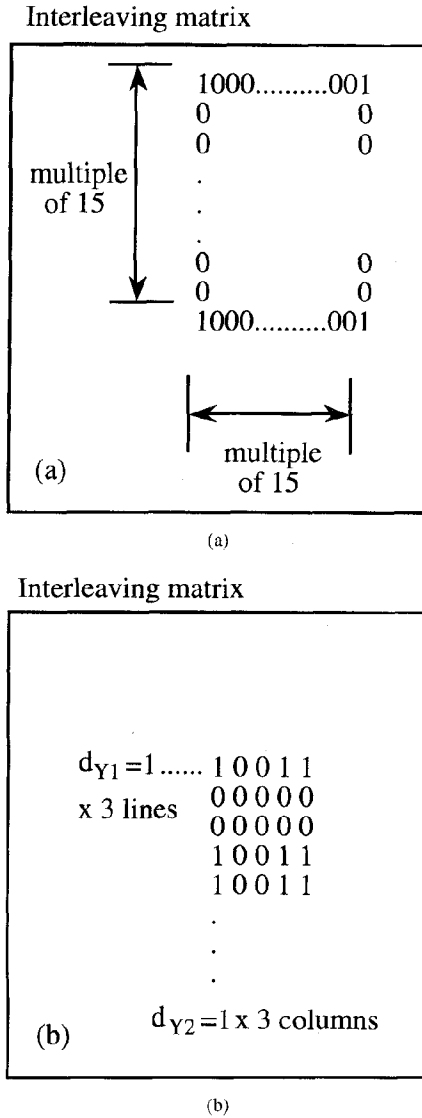 Interleaving matrix
1000..........001
0 0
0 0
.
multiple
of 15
.
.
0 0
0 0
1000..........001
multiple
of 15
(a)
(a)
Interleaving matrix
dY1 =1 ...... 1 0 0 1 1
0 0 0 0 0
x 3 lines
0 0 0 0 0
1 0 0 1 1
1 0 0 1 1
.
.
.
dY2 =1 x 3 columns
(b)
(b)